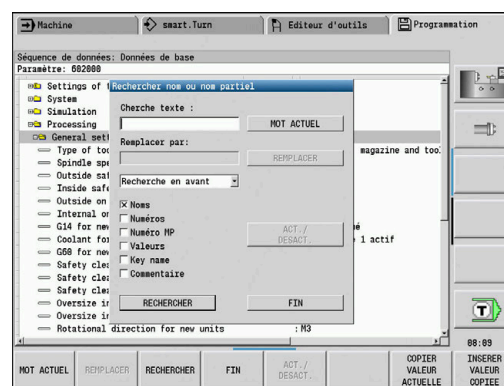 Machine
smart.Turn
Editeur d'outils
Programmation
Séquence de données: Données de base
Paramètre: 602000
Settings of
System
Simulation
Processing
General sett
Type of too
magazine and too
Spindle spe
Outside saf
Inside safe
Outside on
Internal on
G14 for new
Coolant for
1 actif
G60 for new
Safety clea
Safety clea
Safety clea
Oversize in
Oversize in
Rotational direction for new units : M3
Rechercher nom ou nom partiel
Cherche texte :
MOT ACTUEL
Remplacer par:
REMPLACER
Recherche en avant
Noms
Numéros
Numéro MP
Valeurs
Key name
Commentaire
ACT./
DESACT.
RECHERCHER
FIN
T
08:09
MOT ACTUEL
REMPLACER
RECHERCHER
FIN
ACT./
DESACT.
COPIER
VALEUR
ACTUELLE
INSERER
VALEUR
COPIEE